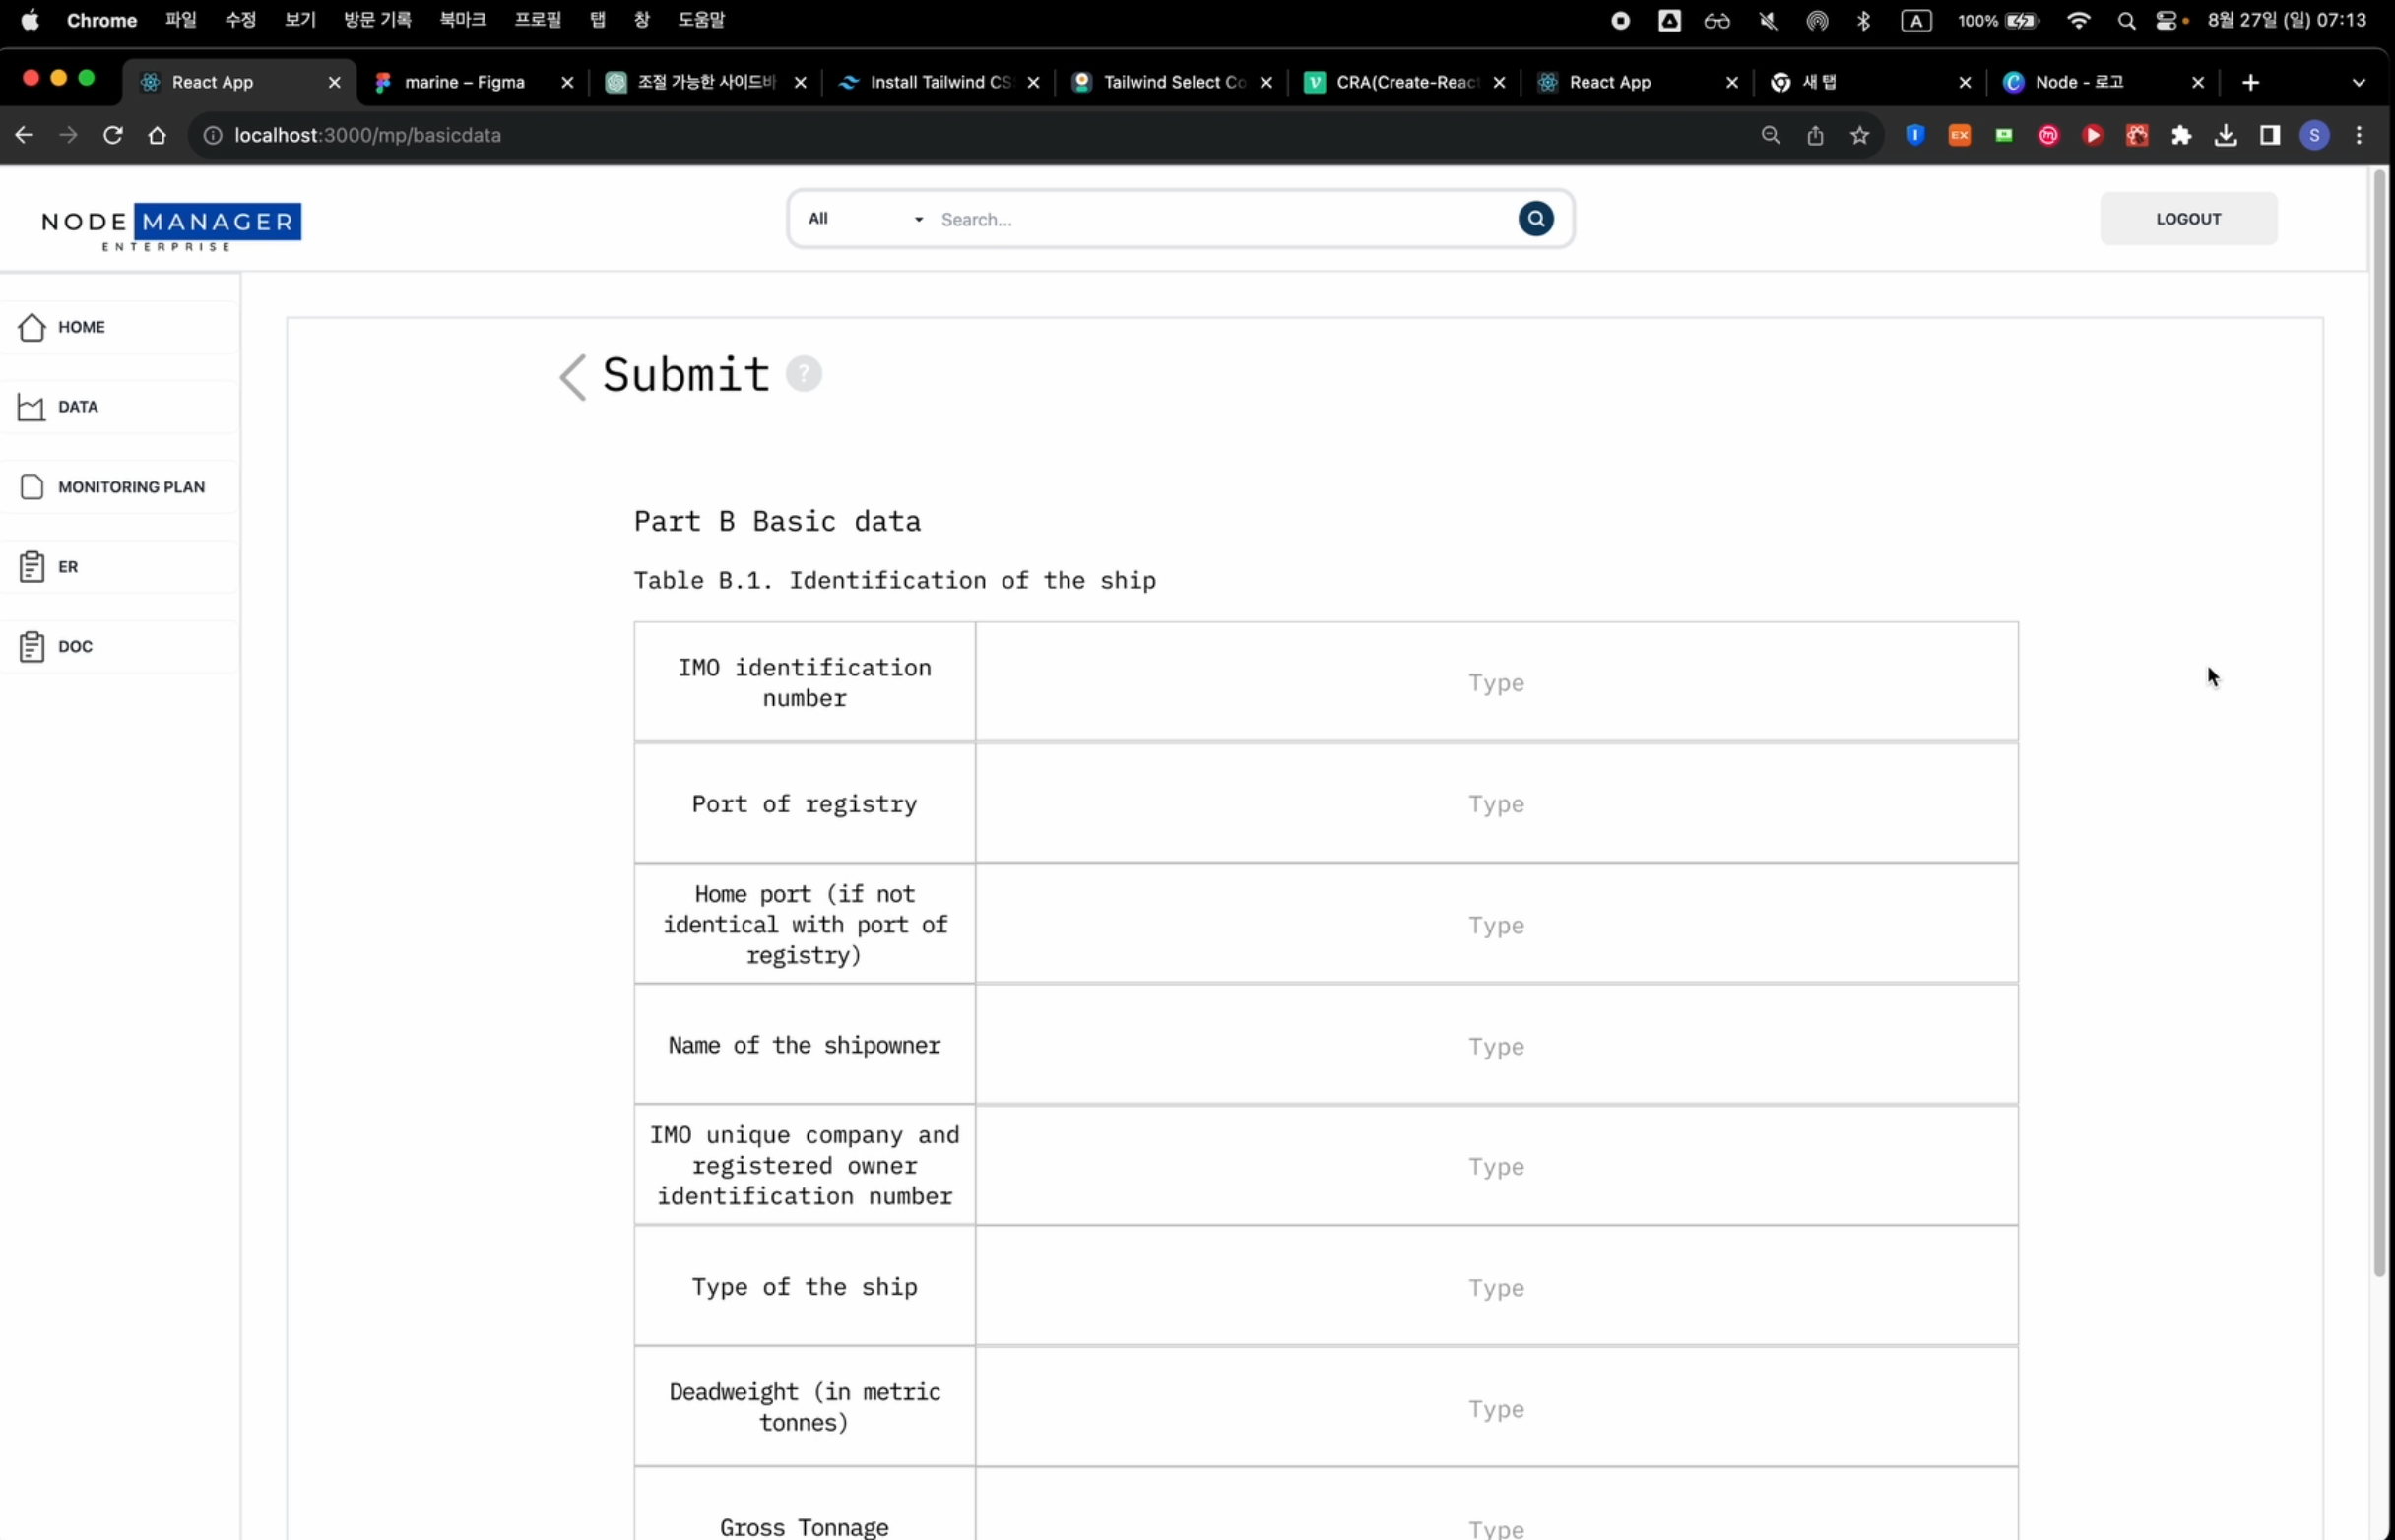 Chrome 파일 수정 보기 방문 기록 북마크 프로필 탭 창 도움말 A 100% 8월 27일 (일) 07:13
React App marine – Figma 조절 가능한 사이드바 Install Tailwind CS Tailwind Select Co CRA(Create-Reac React App 새 탭 Node - 로고
localhost:3000/mp/basicdata EX S
NODE MANAGER
ENTERPRISE
All Search...
LOGOUT
HOME
DATA
MONITORING PLAN
ER
DOC
Submit ?
Part B Basic data
Table B.1. Identification of the ship
IMO identification
number
Type
Port of registry
Type
Home port (if not
identical with port of
registry)
Type
Name of the shipowner
Type
IMO unique company and
registered owner
identification number
Type
Type of the ship
Type
Deadweight (in metric
tonnes)
Type
Gross Tonnage
Type